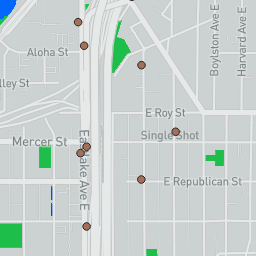 Aloha St
Boylston Ave E
Harvard Ave E
lley St
E Roy St
Mercer St
Single Shot
Eastlake Ave E
E Republican St